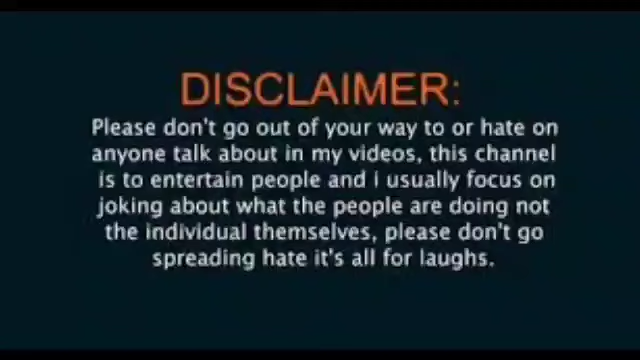 DISCLAIMER:
Please don't go out of your way to or hate on
anyone talk about in my videos, this channel
is to entertain people and i usually focus on
joking about what the people are doing not
the individual themselves, please don't go
spreading hate it's all for laughs.